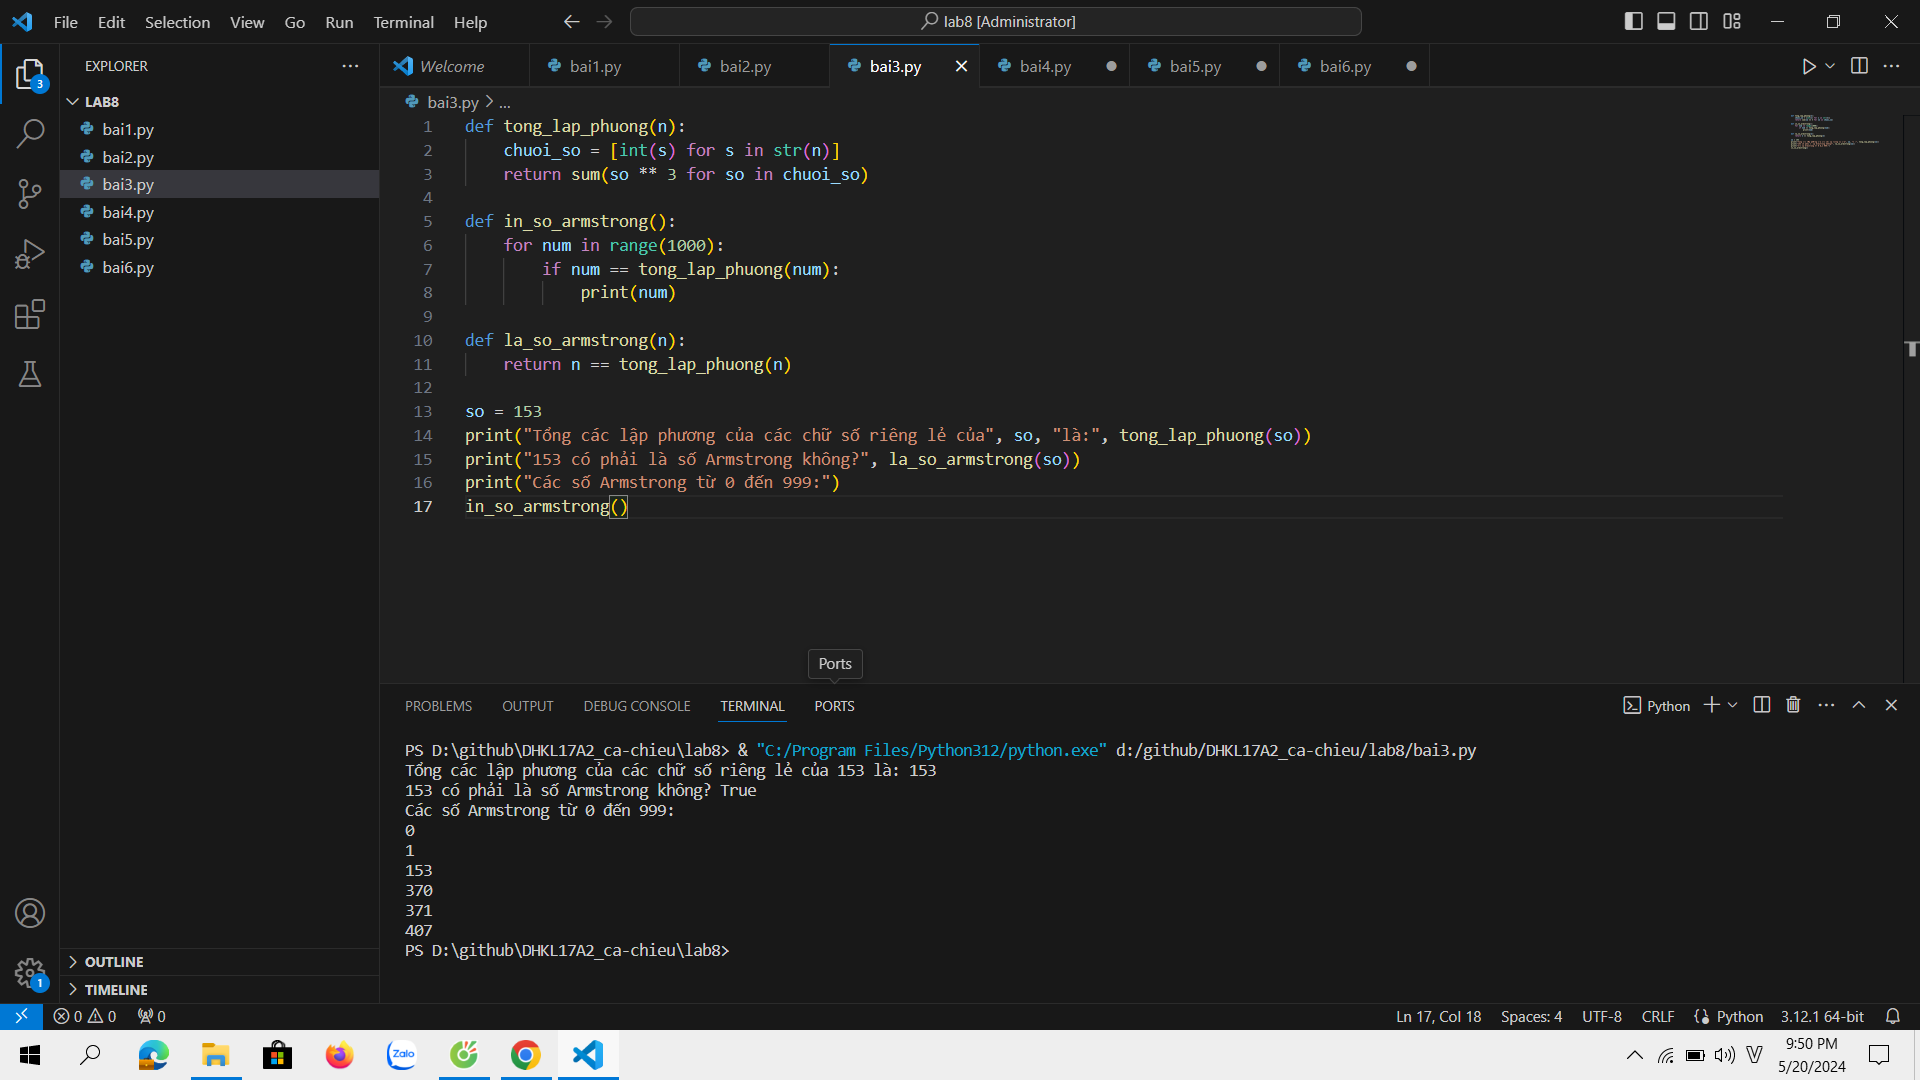 File Edit Selection View Go Run Terminal Help
lab8 [Administrator]
EXPLORER
3
LAB8
bai1.py
bai2.py
bai3.py
bai4.py
bai5.py
bai6.py
OUTLINE
TIMELINE
1
Welcome bai1.py bai2.py bai3.py bai4.py bai5.py bai6.py
bai3.py > ...
1 def tong_lap_phuong(n):
2     chuoi_so = [int(s) for s in str(n)]
3     return sum(so ** 3 for so in chuoi_so)
4
5 def in_so_armstrong():
6     for num in range(1000):
7         if num == tong_lap_phuong(num):
8             print(num)
9
10 def la_so_armstrong(n):
11     return n == tong_lap_phuong(n)
12
13 so = 153
14 print("Tổng các lập phương của các chữ số riêng lẻ của", so, "là:", tong_lap_phuong(so))
15 print("153 có phải là số Armstrong không?", la_so_armstrong(so))
16 print("Các số Armstrong từ 0 đến 999:")
17 in_so_armstrong()
Ports
PROBLEMS OUTPUT DEBUG CONSOLE TERMINAL PORTS
Python
PS D:\github\DHKL17A2_ca-chieu\lab8> & "C:/Program Files/Python312/python.exe" d:/github/DHKL17A2_ca-chieu/lab8/bai3.py
Tổng các lập phương của các chữ số riêng lẻ của 153 là: 153
153 có phải là số Armstrong không? True
Các số Armstrong từ 0 đến 999:
0
1
153
370
371
407
PS D:\github\DHKL17A2_ca-chieu\lab8>
0 0 0
Ln 17, Col 18 Spaces: 4 UTF-8 CRLF Python 3.12.1 64-bit
Zalo
V
9:50 PM
5/20/2024